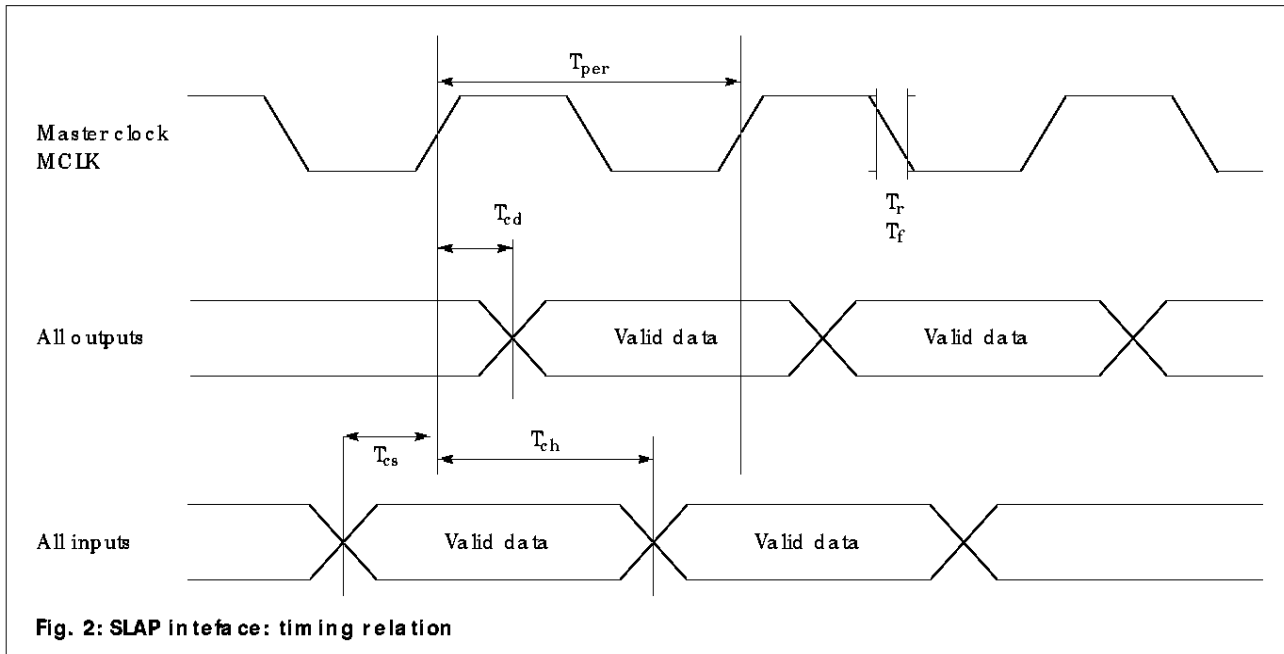 T_per
Master clock
MCLK
T_r
T_f
T_cd
All outputs
Valid data
Valid data
T_cs
T_ch
All inputs
Valid data
Valid data
Fig. 2: SLAP inteface: timing relation